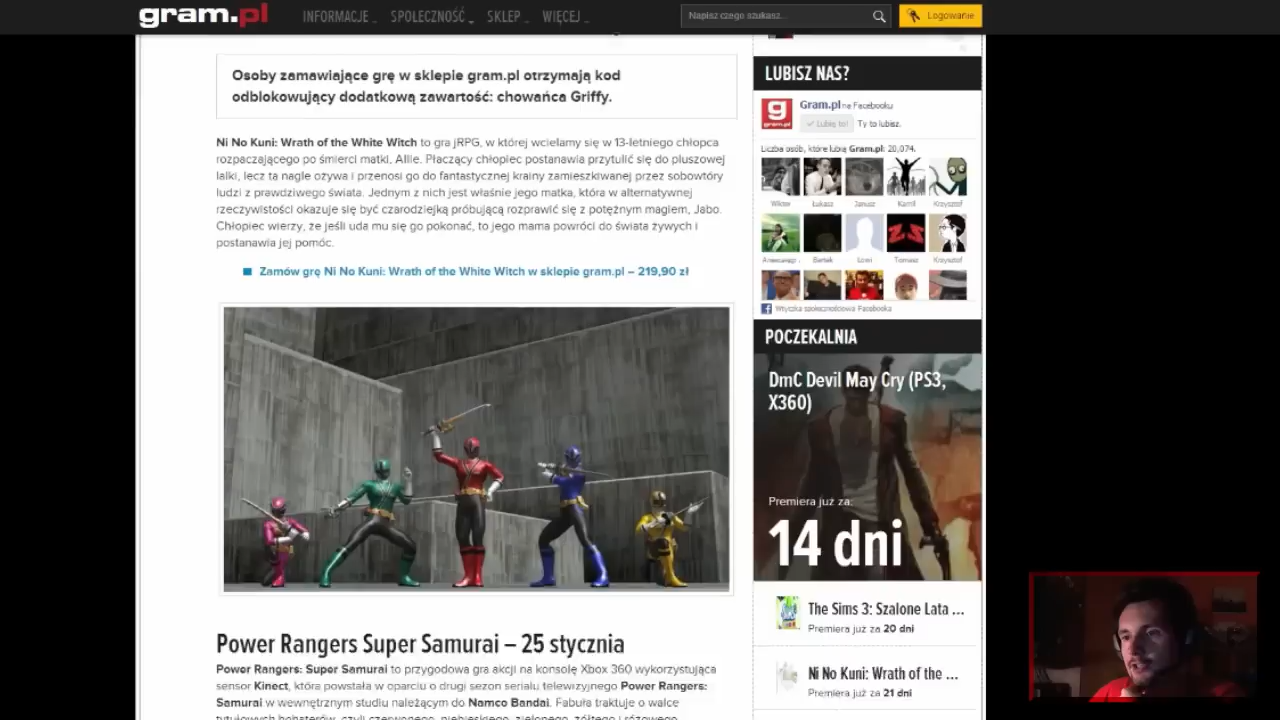 gram.pl
INFORMACJE SPOŁECZNOŚĆ SKLEP WIĘCEJ
Napisz czego szukasz...
Logowanie
Osoby zamawiające grę w sklepie gram.pl otrzymają kod
odblokowujący dodatkową zawartość: chowańca Griffy.
Ni No Kuni: Wrath of the White Witch to gra jRPG, w której wcielamy się w 13-letniego chłopca
rozpaczającego po śmierci matki, Allie. Płaczący chłopiec postanawia przytulić się do pluszowej
lalki, lecz ta nagle ożywa i przenosi go do fantastycznej krainy zamieszkiwanej przez sobowtóry
ludzi z prawdziwego świata. Jednym z nich jest właśnie jego matka, która w alternatywnej
rzeczywistości okazuje się być czarodziejką próbującą rozprawić się z potężnym magiem, Jabo.
Chłopiec wierzy, że jeśli uda mu się go pokonać, to jego mama powróci do świata żywych i
postanawia jej pomóc.
Zamów grę Ni No Kuni: Wrath of the White Witch w sklepie gram.pl – 219,90 zł
Power Rangers Super Samurai – 25 stycznia
Power Rangers: Super Samurai to przygodowa gra akcji na konsolę Xbox 360 wykorzystująca
sensor Kinect, która powstała w oparciu o drugi sezon serialu telewizyjnego Power Rangers:
Samurai w wewnętrznym studiu należącym do Namco Bandai. Fabuła traktuje o walce
tytułowych bohaterów, czyli czerwonego, niebieskiego, zielonego, żółtego i różowego
LUBISZ NAS?
g
gram.pl
Gram.pl na Facebooku
Lubię to! Ty to lubisz.
Liczba osób, które lubią Gram.pl: 20,074.
Wiktor Łukasz Janusz Kamil Krzysztof
Bartek Tomasz Krzysztof
Wtyczka społecznościowa Facebooka
POCZEKALNIA
DmC Devil May Cry (PS3,
X360)
Premiera już za:
14 dni
The Sims 3: Szalone Lata ...
Premiera już za 20 dni
Ni No Kuni: Wrath of the ...
Premiera już za 21 dni